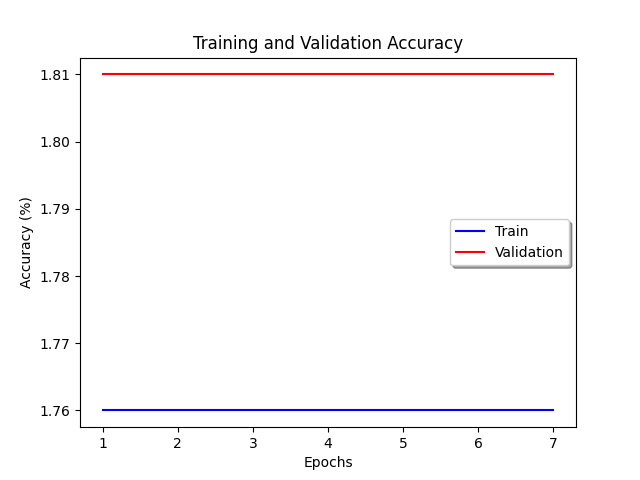 Training and Validation Accuracy
Accuracy (%)
1.81
1.80
1.79
1.78
1.77
1.76
Train
Validation
1 2 3 4 5 6 7
Epochs